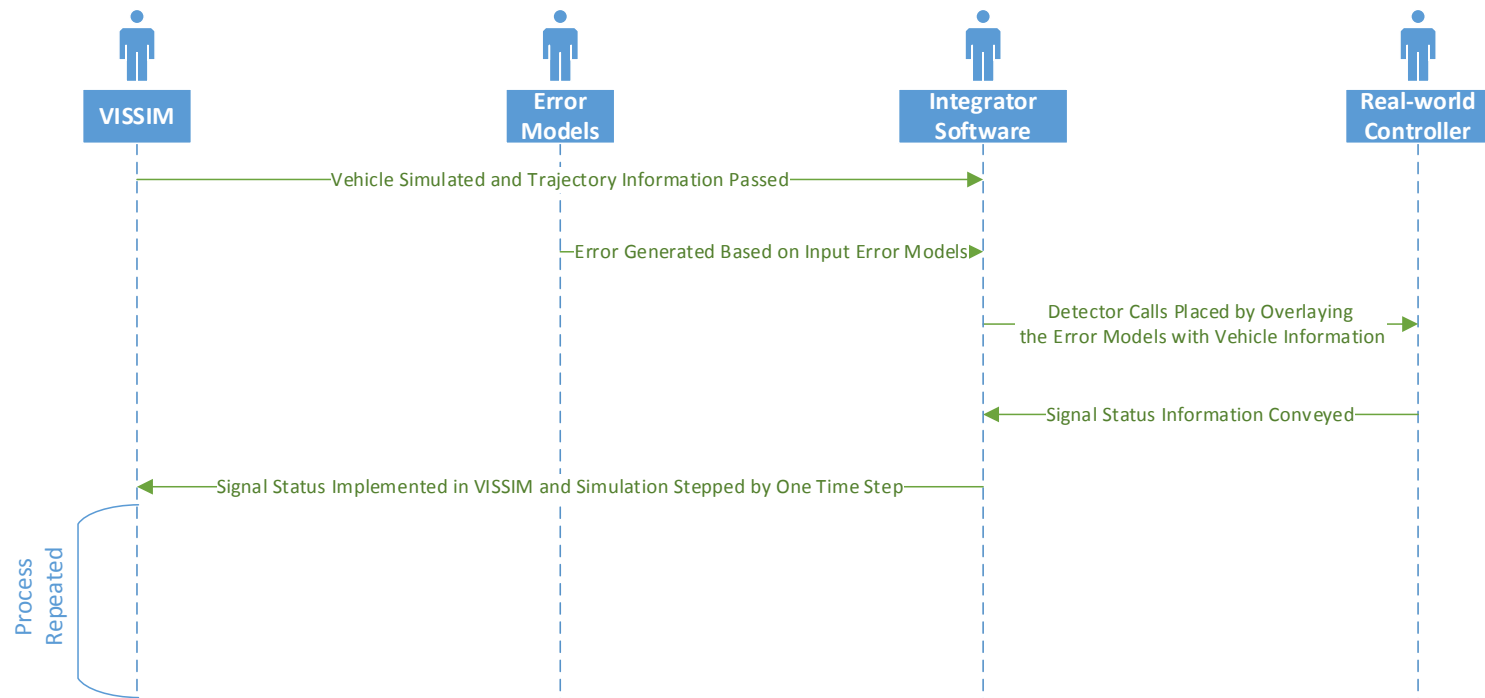 VISSIM
Error
Models
Integrator
Software
Real-world
Controller
Vehicle Simulated and Trajectory Information Passed
Error Generated Based on Input Error Models
Detector Calls Placed by Overlaying
the Error Models with Vehicle Information
Signal Status Information Conveyed
Signal Status Implemented in VISSIM and Simulation Stepped by One Time Step
Process
Repeated